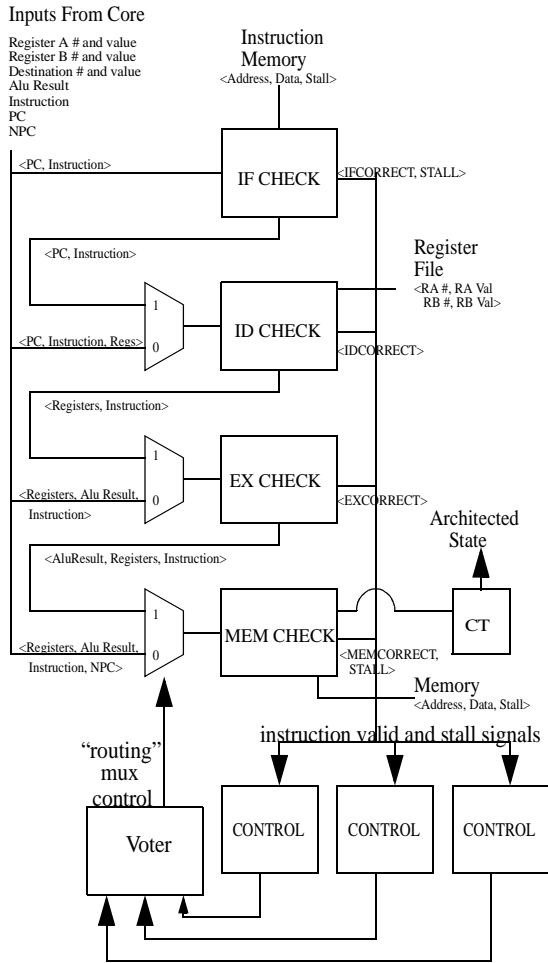 Inputs From Core
Register A # and value
Register B # and value
Destination # and value
Alu Result
Instruction
PC
NPC
Instruction
Memory
<Address, Data, Stall>
<PC, Instruction>
IF CHECK
<IFCORRECT, STALL>
<PC, Instruction>
Register
File
<RA #, RA Val
RB #, RB Val>
1
ID CHECK
<PC, Instruction, Regs>
0
<IDCORRECT>
<Registers, Instruction>
1
EX CHECK
<Registers, Alu Result,
Instruction>
0
<EXCORRECT>
Architected
State
<AluResult, Registers, Instruction>
1
MEM CHECK
CT
<Registers, Alu Result,
Instruction, NPC>
0
<MEMCORRECT,
STALL>
Memory
<Address, Data, Stall>
instruction valid and stall signals
“routing”
mux
control
Voter
CONTROL
CONTROL
CONTROL